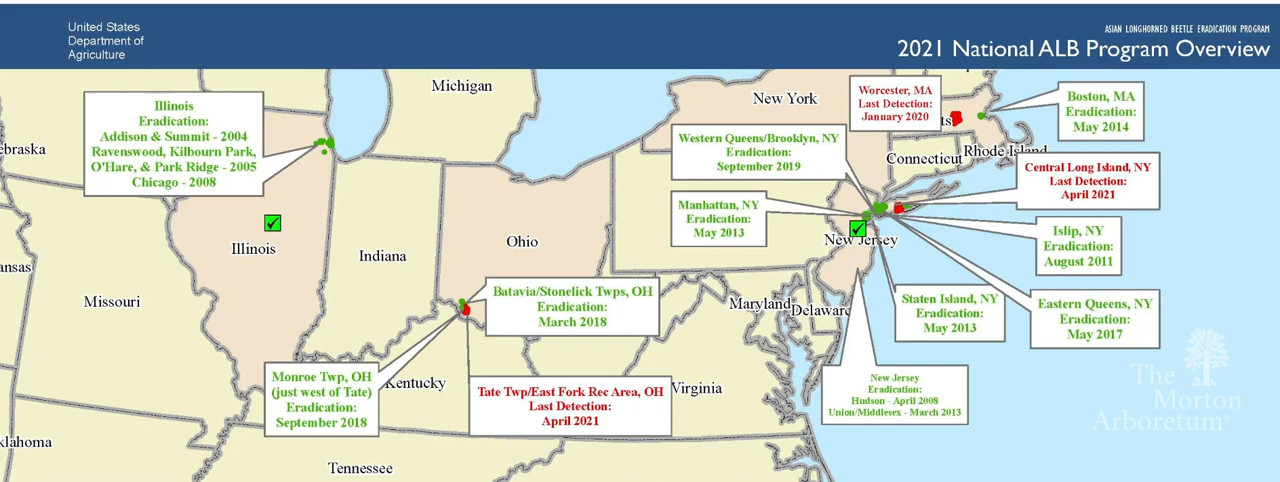 United States
Department of
Agriculture
ASIAN LONGHORNED BEETLE ERADICATION PROGRAM
2021 National ALB Program Overview
Michigan
New York
Illinois
Eradication:
Addison & Summit - 2004
Ravenswood, Kilbourn Park,
O'Hare, & Park Ridge - 2005
Chicago - 2008
Worcester, MA
Last Detection:
January 2020
ts
Boston, MA
Eradication:
May 2014
ebraska
Western Queens/Brooklyn, NY
Eradication:
September 2019
Connecticut
Rhode Island
Central Long Island, NY
Last Detection:
April 2021
Manhattan, NY
Eradication:
May 2013
Illinois
Indiana
Ohio
New Jersey
Islip, NY
Eradication:
August 2011
ansas
Missouri
Batavia/Stonelick Twps, OH
Eradication:
March 2018
Maryland
Delaware
Staten Island, NY
Eradication:
May 2013
Eastern Queens, NY
Eradication:
May 2017
Monroe Twp, OH
(just west of Tate)
Eradication:
September 2018
Kentucky
Tate Twp/East Fork Rec Area, OH
Last Detection:
April 2021
Virginia
New Jersey
Eradication:
Hudson - April 2008
Union/Middlesex - March 2013
The
Morton
Arboretum
klahoma
Tennessee